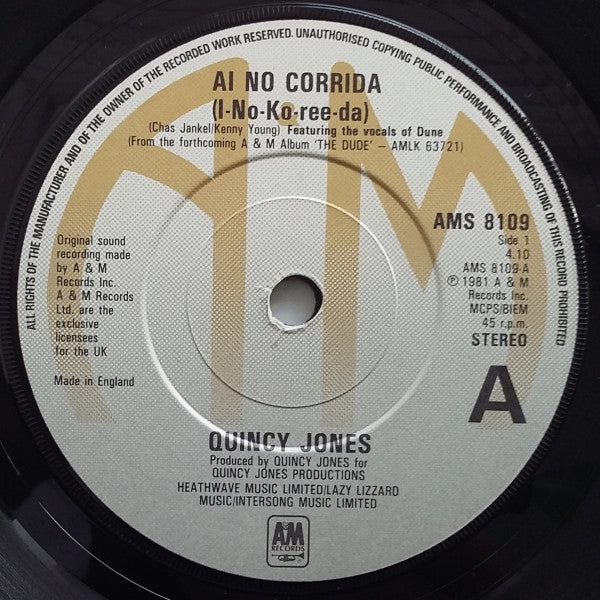 ALL RIGHTS OF THE MANUFACTURER AND OF THE OWNER OF THE RECORDED WORK RESERVED. UNAUTHORISED COPYING PUBLIC PERFORMANCE AND BROADCASTING OF THIS RECORD PROHIBITED
AI NO CORRIDA
(I-No-Ko-ree-da)
(Chas Jankel/Kenny Young) Featuring the vocals of Dune
(From the forthcoming A & M Album 'THE DUDE' – AMLK 63721)
Original sound
recording made
by A & M
Records Inc.
A & M Records
Ltd. are the
exclusive
licensees
for the UK
Made in England
AMS 8109
Side 1
4.10
AMS 8109-A
℗ 1981 A & M
Records Inc.
MCPS/BIEM
45 r.p.m.
STEREO
A
QUINCY JONES
Produced by QUINCY JONES for
QUINCY JONES PRODUCTIONS
HEATHWAVE MUSIC LIMITED/LAZY LIZZARD
MUSIC/INTERSONG MUSIC LIMITED
A&M
RECORDS